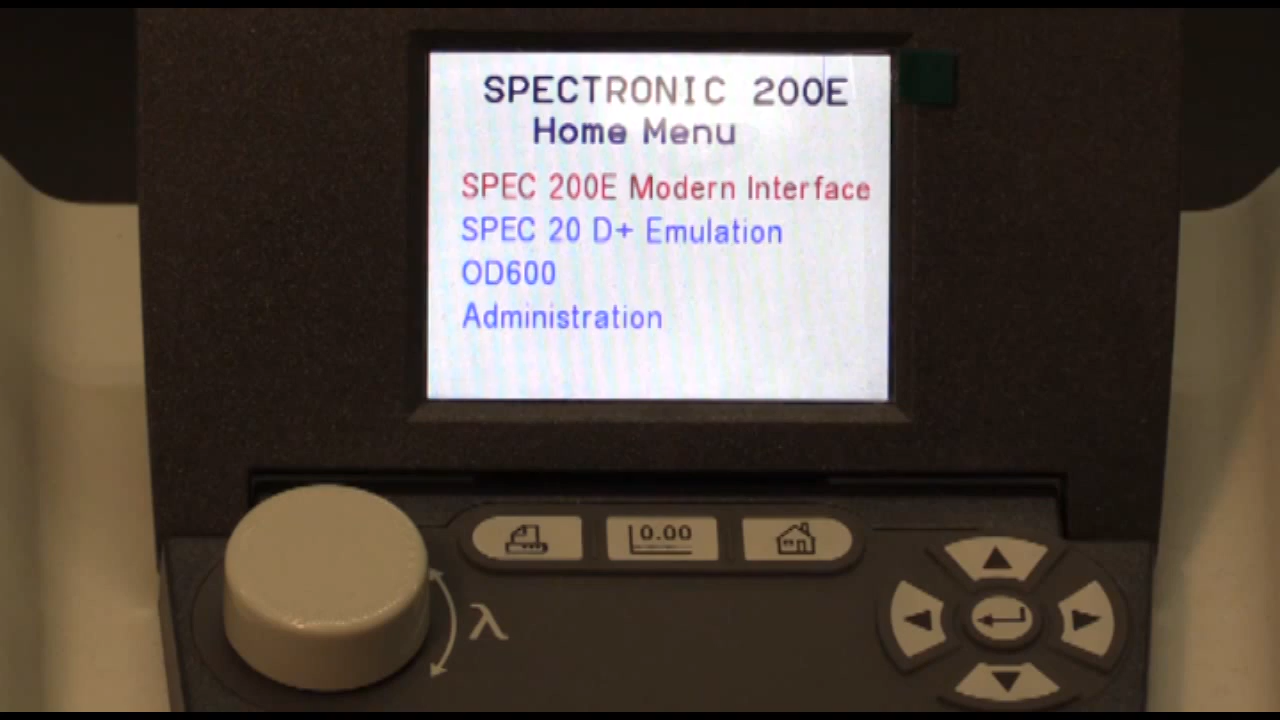 SPECTRONIC 200E
Home Menu
SPEC 200E Modern Interface
SPEC 20 D+ Emulation
OD600
Administration
0.00
λ